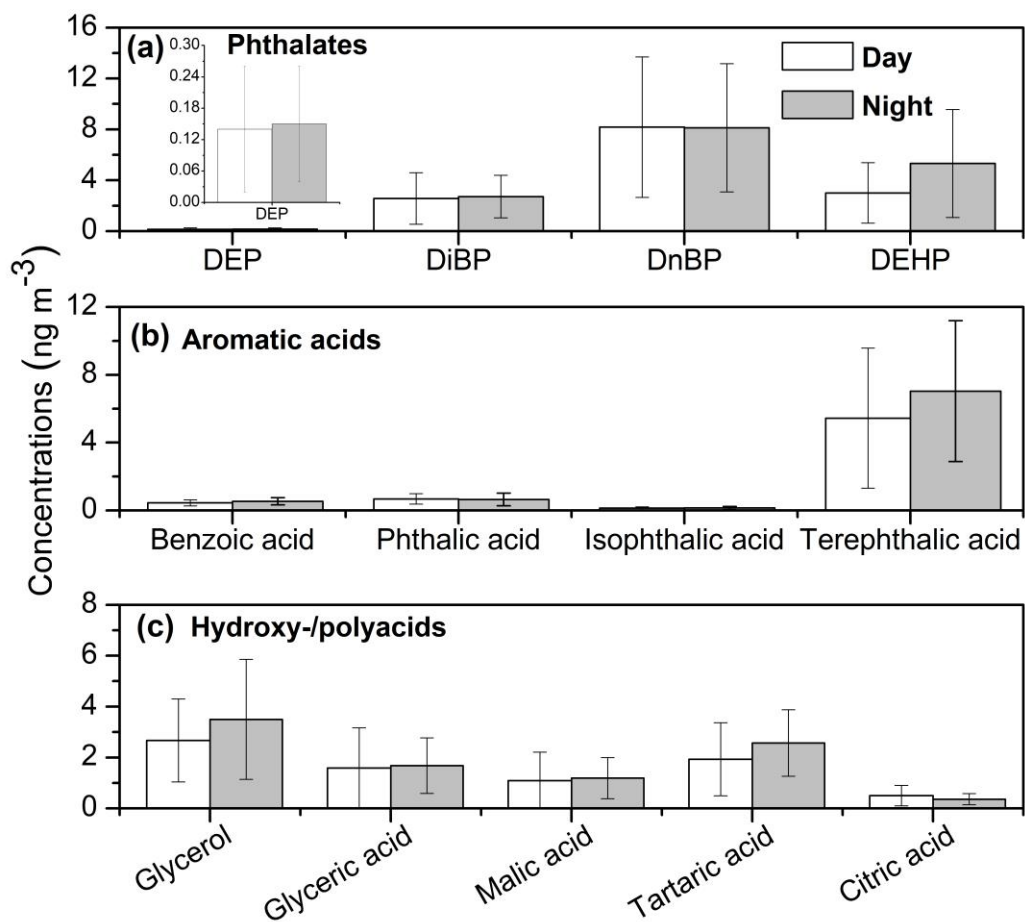 Concentrations (ng m⁻³)
(a) Phthalates
16
12
8
4
0
0.30
0.24
0.18
0.12
0.06
0.00
DEP
Day
Night
DEP DiBP DnBP DEHP
(b) Aromatic acids
12
8
4
0
Benzoic acid Phthalic acid Isophthalic acid Terephthalic acid
(c) Hydroxy-/polyacids
8
6
4
2
0
Glycerol
Glyceric acid
Malic acid
Tartaric acid
Citric acid